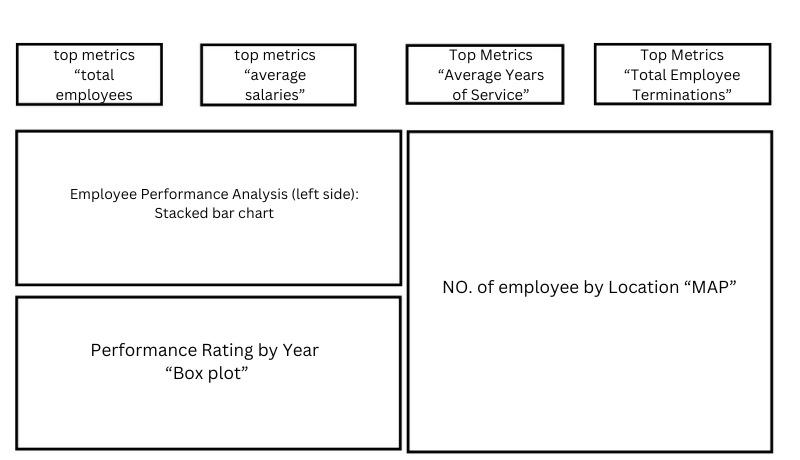 top metrics
“total
employees
top metrics
“average
salaries”
Top Metrics
“Average Years
of Service”
Top Metrics
“Total Employee
Terminations”
Employee Performance Analysis (left side):
Stacked bar chart
NO. of employee by Location “MAP”
Performance Rating by Year
“Box plot”